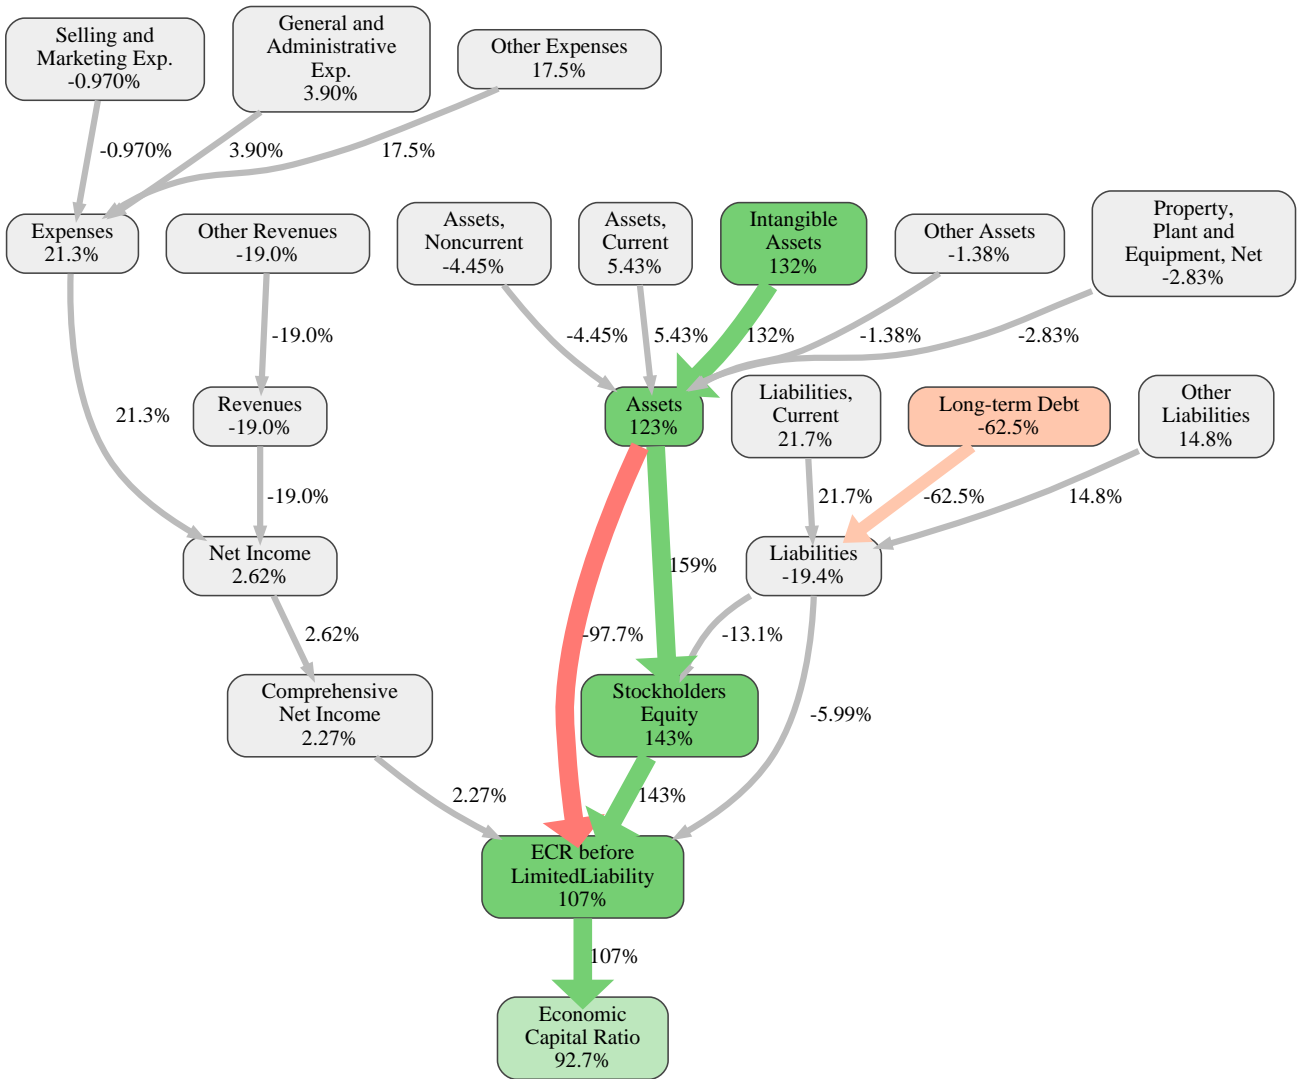 Selling and
Marketing Exp.
-0.970%
General and
Administrative
Exp.
3.90%
Other Expenses
17.5%
-0.970%
3.90%
17.5%
Expenses
21.3%
Other Revenues
-19.0%
Assets,
Noncurrent
-4.45%
Assets,
Current
5.43%
Intangible
Assets
132%
Other Assets
-1.38%
Property,
Plant and
Equipment, Net
-2.83%
-19.0%
-4.45%
5.43%
132%
-1.38%
-2.83%
21.3%
Revenues
-19.0%
Assets
123%
Liabilities,
Current
21.7%
Long-term Debt
-62.5%
Other
Liabilities
14.8%
-19.0%
159%
21.7%
-62.5%
14.8%
Net Income
2.62%
Liabilities
-19.4%
2.62%
-97.7%
-13.1%
-5.99%
Comprehensive
Net Income
2.27%
Stockholders
Equity
143%
2.27%
143%
ECR before
LimitedLiability
107%
107%
Economic
Capital Ratio
92.7%